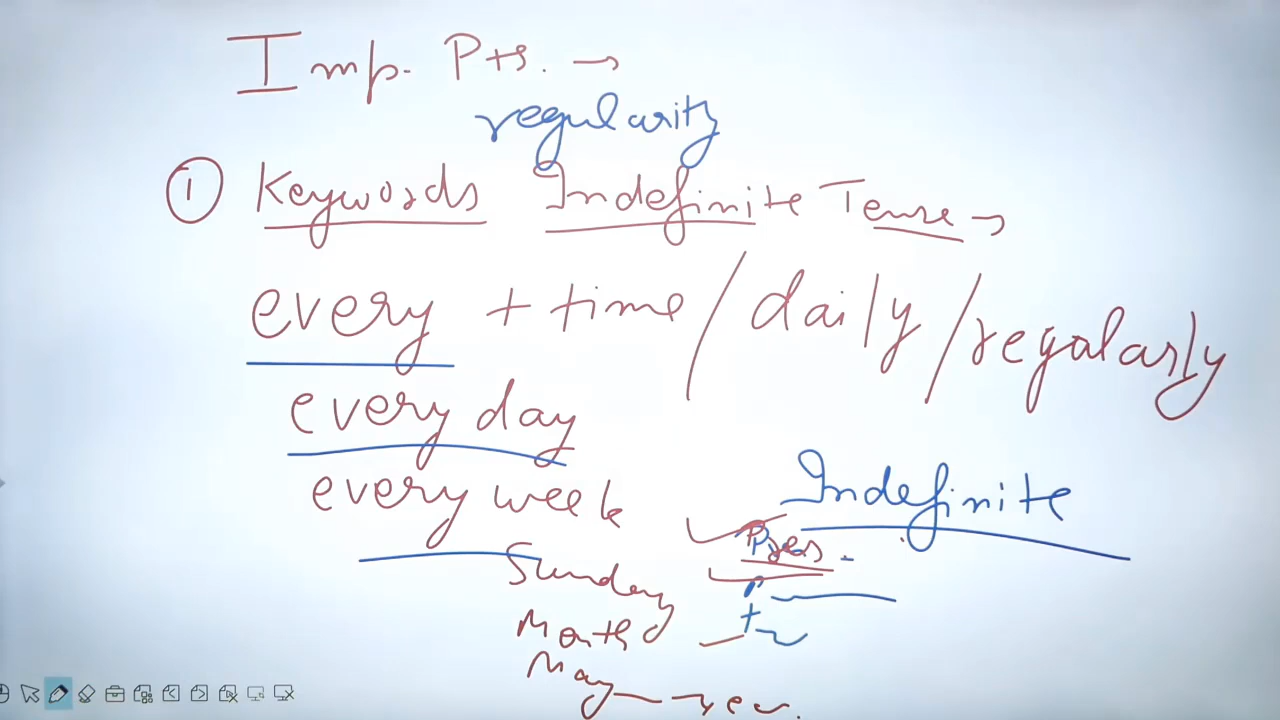 Imp. Pts. →
regularity
① Keywords Indefinite Tense →
every + time / daily / regularly
every day
every week
Indefinite
Pres.
Sunday
Month
May